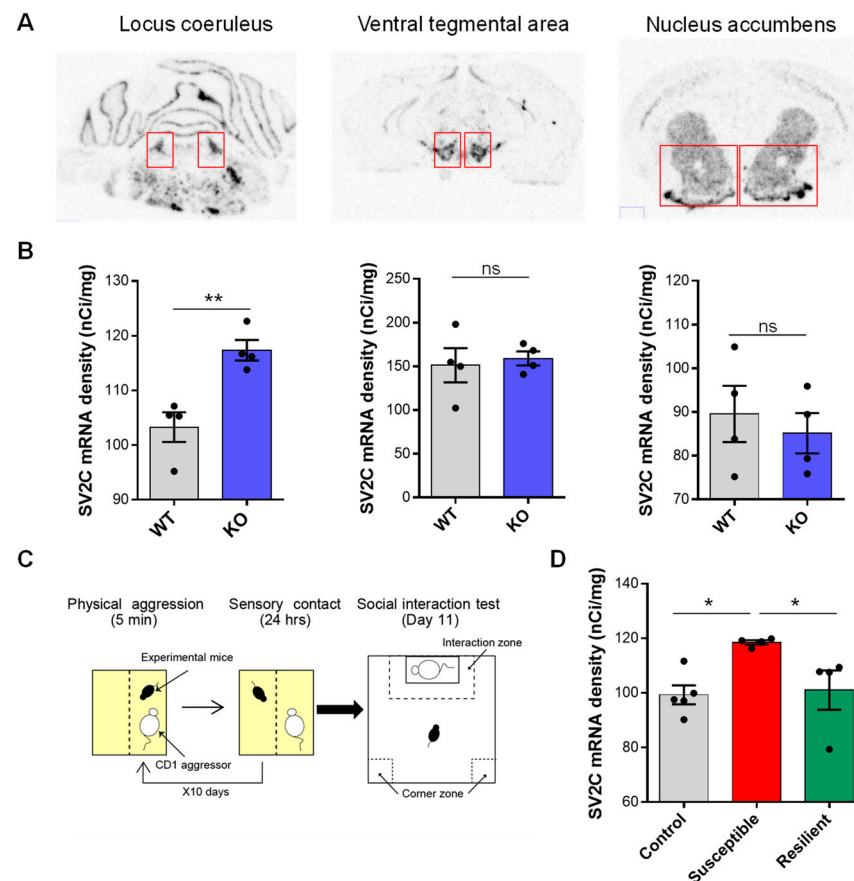 A
Locus coeruleus
Ventral tegmental area
Nucleus accumbens
B
SV2C mRNA density (nCi/mg)
130
120
110
100
90
**
WT
KO
SV2C mRNA density (nCi/mg)
250
200
150
100
50
0
ns
WT
KO
SV2C mRNA density (nCi/mg)
120
110
100
90
80
70
ns
WT
KO
C
Physical aggression
(5 min)
Sensory contact
(24 hrs)
Social interaction test
(Day 11)
Experimental mice
CD1 aggressor
X10 days
Interaction zone
Corner zone
D
SV2C mRNA density (nCi/mg)
140
120
100
80
60
*
*
Control
Susceptible
Resilient